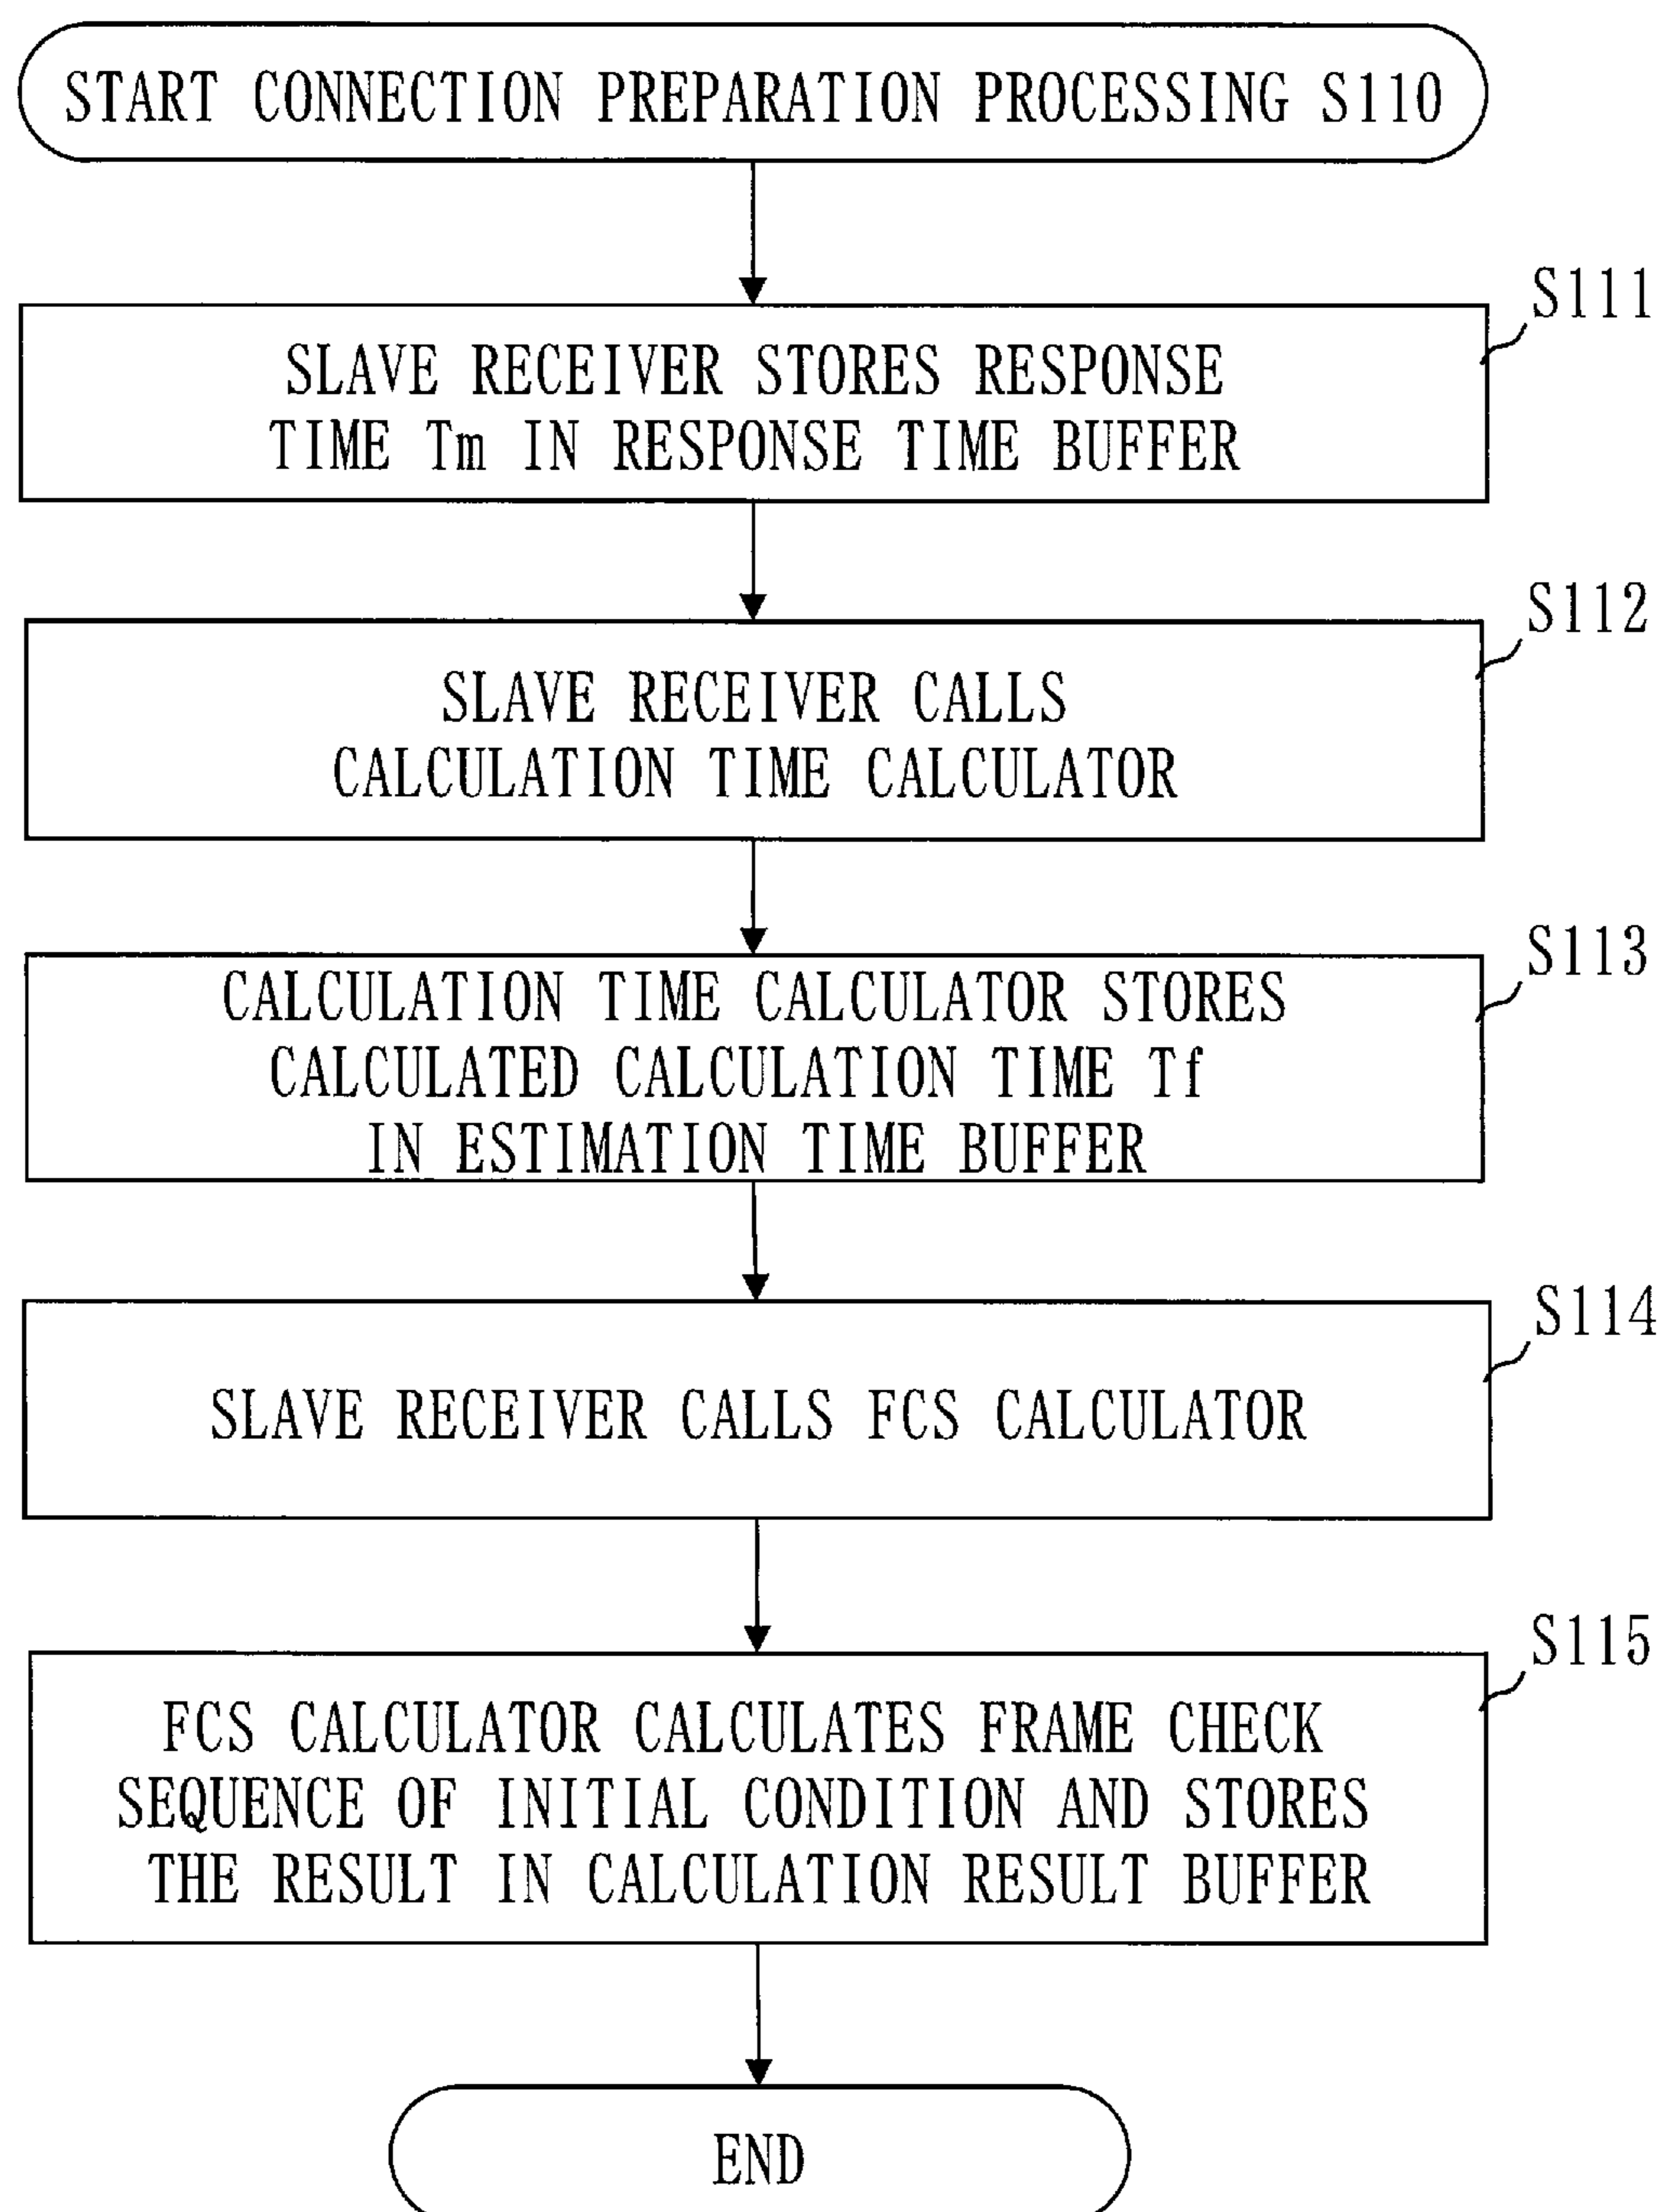 START CONNECTION PREPARATION PROCESSING S110
S111
SLAVE RECEIVER STORES RESPONSE
TIME Tm IN RESPONSE TIME BUFFER
S112
SLAVE RECEIVER CALLS
CALCULATION TIME CALCULATOR
S113
CALCULATION TIME CALCULATOR STORES
CALCULATED CALCULATION TIME Tf
IN ESTIMATION TIME BUFFER
S114
SLAVE RECEIVER CALLS FCS CALCULATOR
S115
FCS CALCULATOR CALCULATES FRAME CHECK
SEQUENCE OF INITIAL CONDITION AND STORES
THE RESULT IN CALCULATION RESULT BUFFER
END